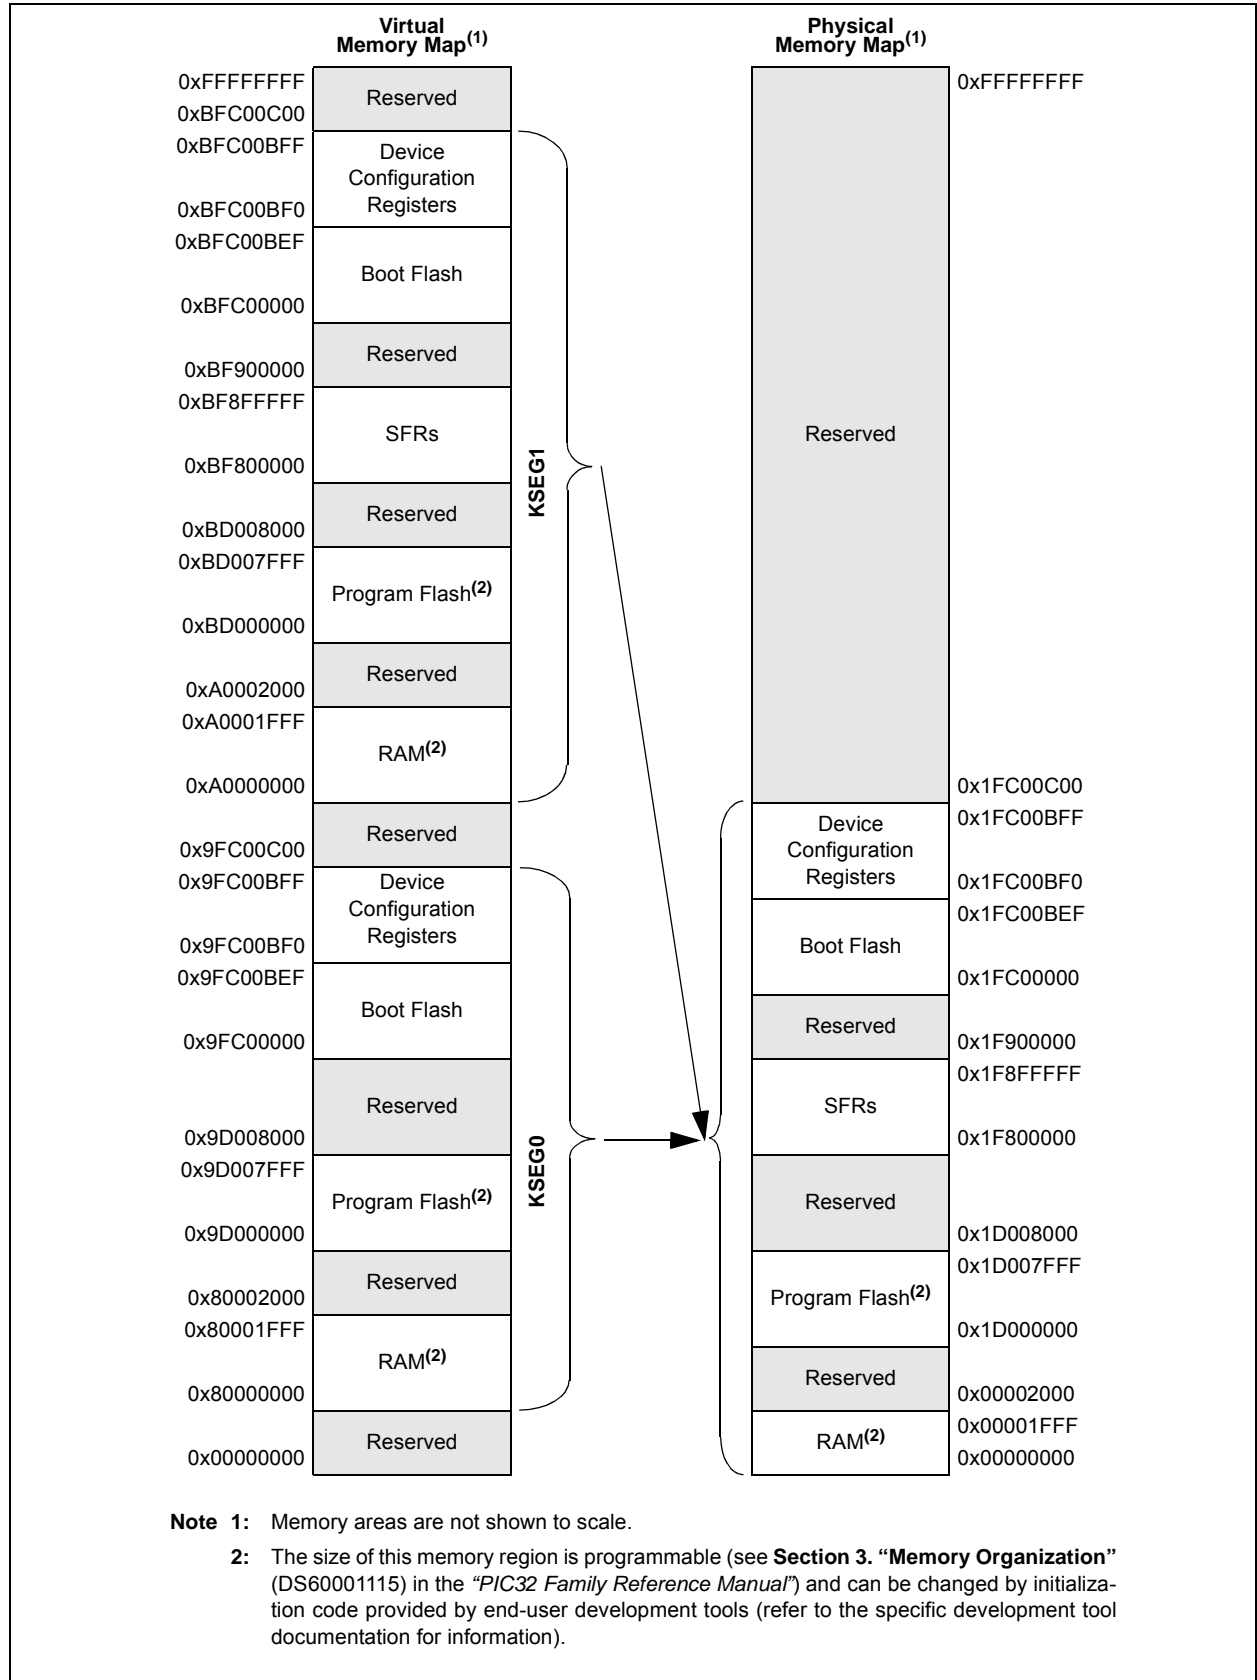 Virtual
Memory Map(1)
Physical
Memory Map(1)
0xFFFFFFFF
Reserved
0xBFC00C00
0xBFC00BFF
Device
Configuration
Registers
0xBFC00BF0
0xBFC00BEF
Boot Flash
0xBFC00000
Reserved
0xBF900000
0xBF8FFFFF
SFRs
0xBF800000
Reserved
0xBD008000
0xBD007FFF
Program Flash(2)
0xBD000000
Reserved
0xA0002000
0xA0001FFF
RAM(2)
0xA0000000
KSEG1
Reserved
0x9FC00C00
0x9FC00BFF
Device
Configuration
Registers
0x9FC00BF0
0x9FC00BEF
Boot Flash
0x9FC00000
Reserved
0x9D008000
0x9D007FFF
Program Flash(2)
0x9D000000
Reserved
0x80002000
0x80001FFF
RAM(2)
0x80000000
KSEG0
Reserved
0x00000000
0xFFFFFFFF
Reserved
0x1FC00C00
0x1FC00BFF
Device
Configuration
Registers
0x1FC00BF0
0x1FC00BEF
Boot Flash
0x1FC00000
Reserved
0x1F900000
0x1F8FFFFF
SFRs
0x1F800000
Reserved
0x1D008000
0x1D007FFF
Program Flash(2)
0x1D000000
Reserved
0x00002000
0x00001FFF
RAM(2)
0x00000000
Note 1: Memory areas are not shown to scale.
2: The size of this memory region is programmable (see Section 3. “Memory Organization”
(DS60001115) in the “PIC32 Family Reference Manual”) and can be changed by initializa-
tion code provided by end-user development tools (refer to the specific development tool
documentation for information).